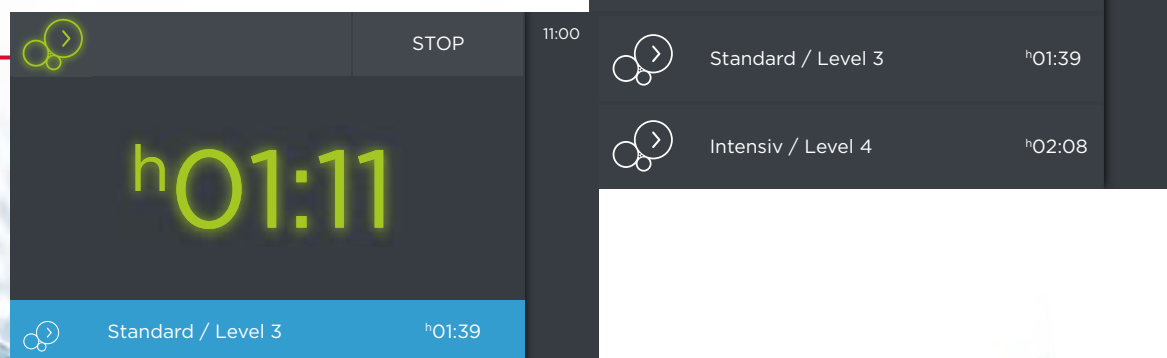 STOP
11:00
h01:11
Standard / Level 3 h01:39
Standard / Level 3 h01:39
Intensiv / Level 4 h02:08